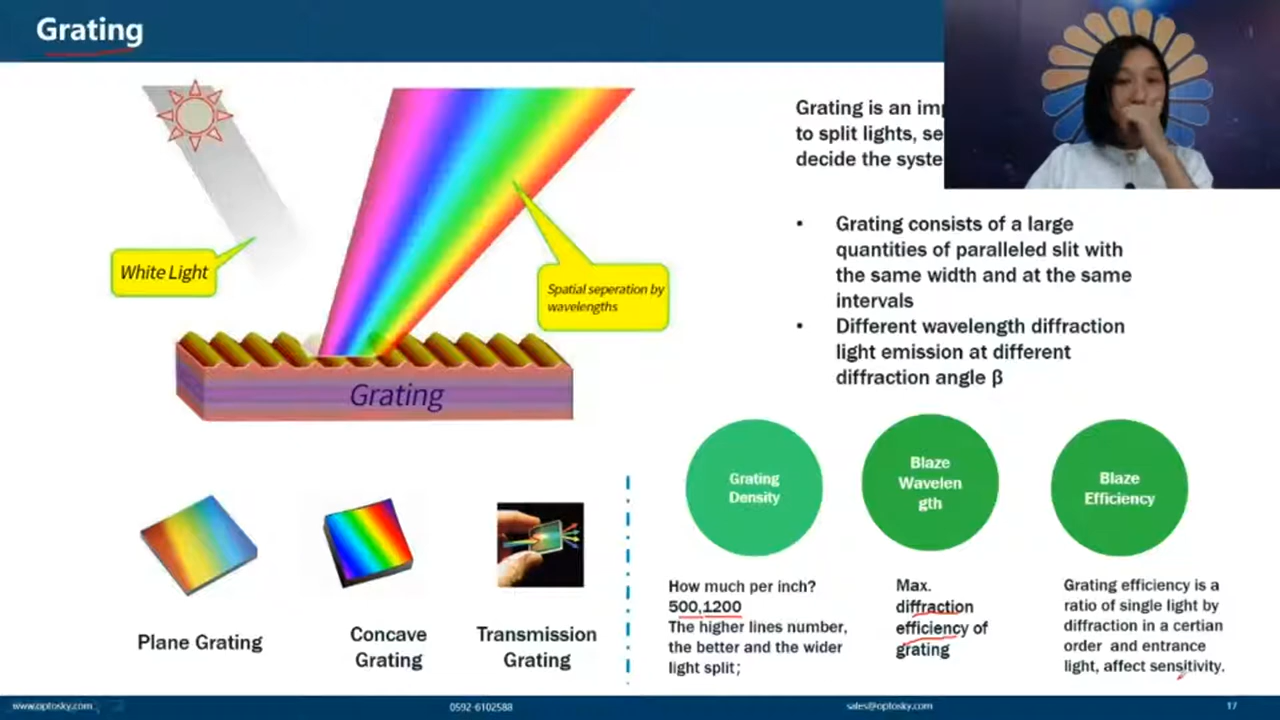 Grating
Grating is an
to split lights,
decide the
White Light
Spatial seperation by
wavelengths
Grating
• Grating consists of a large
quantities of paralleled slit with
the same width and at the same
intervals
• Different wavelength diffraction
light emission at different
diffraction angle β
Grating
Density
Blaze
Wavelen
gth
Blaze
Efficiency
How much per inch?
500,1200
The higher lines number,
the better and the wider
light split;
Max.
diffraction
efficiency of
grating
Grating efficiency is a
ratio of single light by
diffraction in a certian
order and entrance
light, affect sensitivity.
Plane Grating
Concave
Grating
Transmission
Grating
www.optosky.com
0592-6102588
sales@optosky.com
17